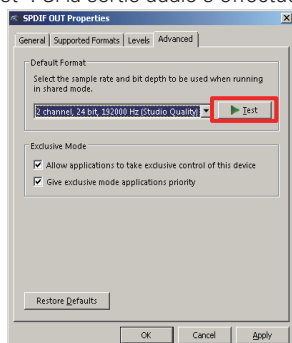 SPDIF OUT Properties
General Supported Formats Levels Advanced
Default Format
Select the sample rate and bit depth to be used when running
in shared mode.
2 channel, 24 bit, 192000 Hz (Studio Quality) Test
Exclusive Mode
Allow applications to take exclusive control of this device
Give exclusive mode applications priority
Restore Defaults
OK Cancel Apply